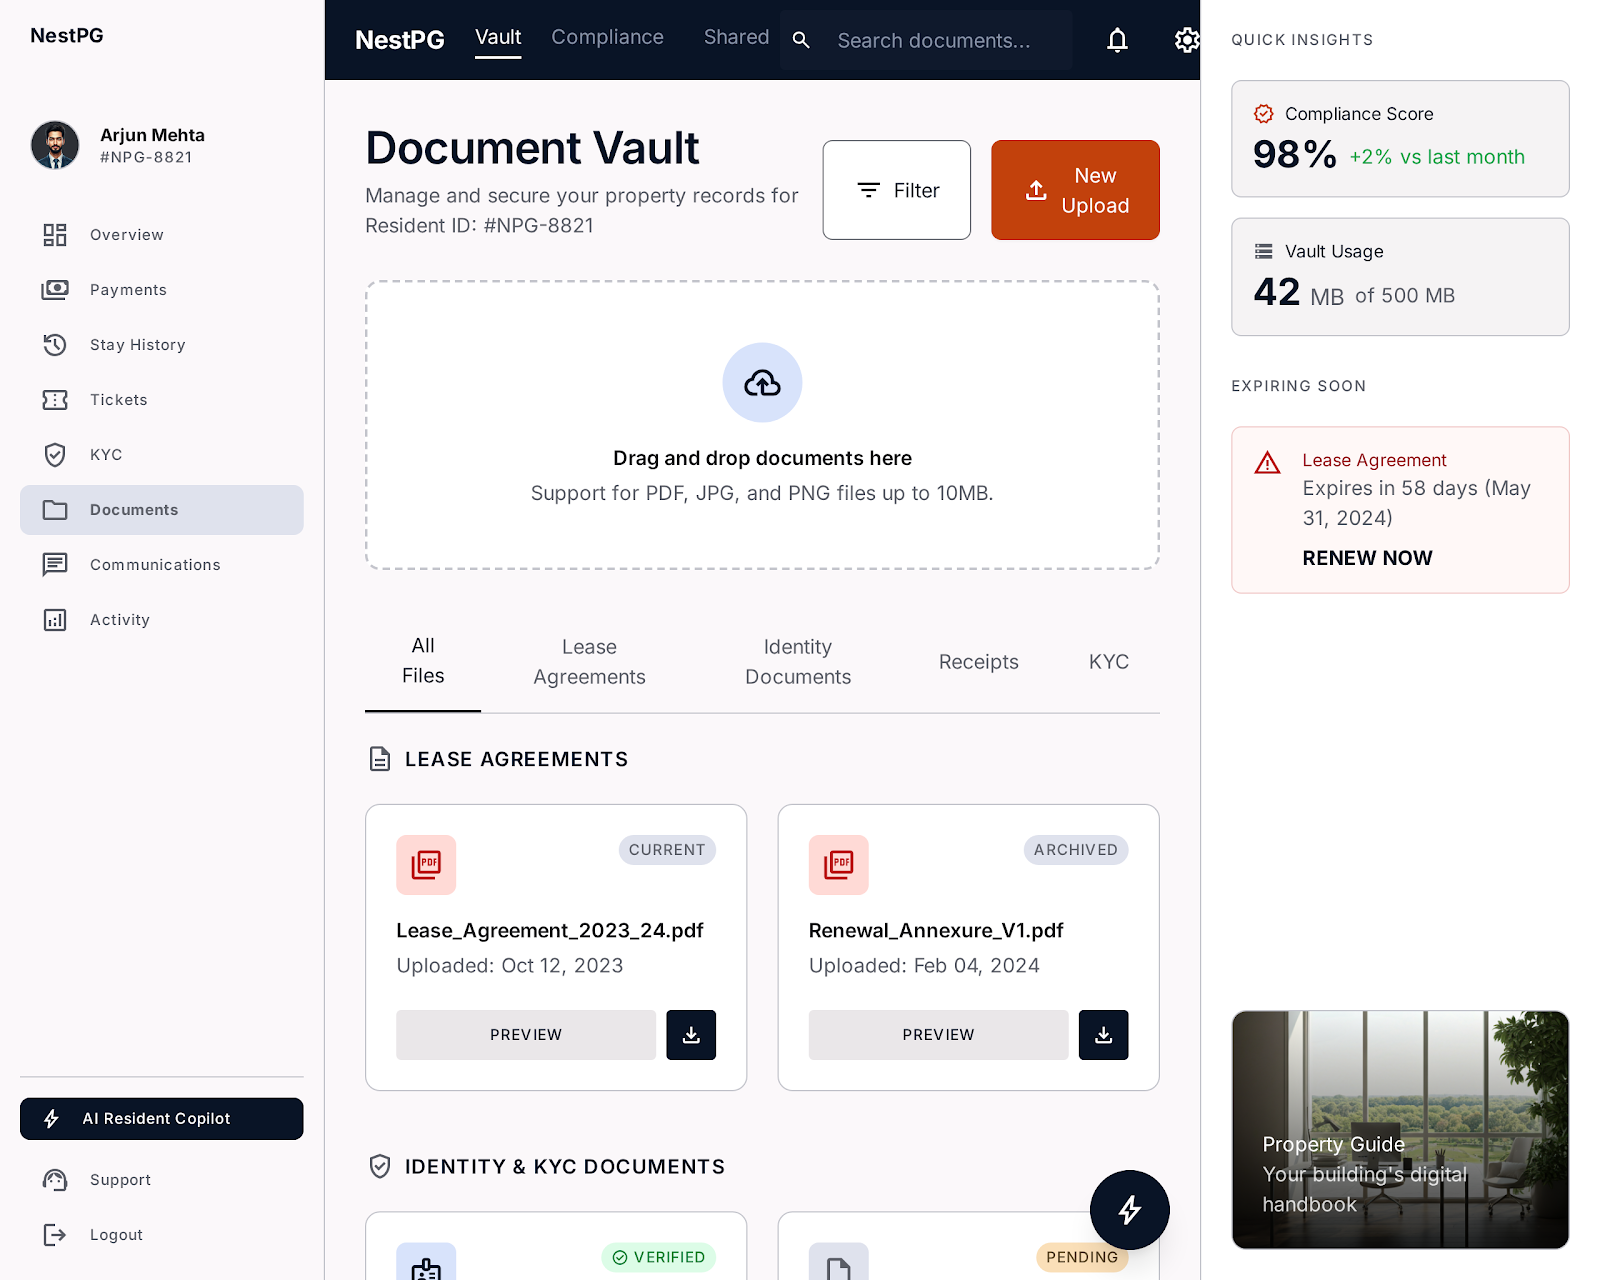 NestPG
Arjun Mehta
#NPG-8821
Overview
Payments
Stay History
Tickets
KYC
Documents
Communications
Activity
AI Resident Copilot
Support
Logout
NestPG
Vault
Compliance
Shared
Search documents...
Document Vault
Manage and secure your property records for
Resident ID: #NPG-8821
Filter
New
Upload
Drag and drop documents here
Support for PDF, JPG, and PNG files up to 10MB.
All
Files
Lease
Agreements
Identity
Documents
Receipts
KYC
LEASE AGREEMENTS
PDF
CURRENT
Lease_Agreement_2023_24.pdf
Uploaded: Oct 12, 2023
PREVIEW
PDF
ARCHIVED
Renewal_Annexure_V1.pdf
Uploaded: Feb 04, 2024
PREVIEW
IDENTITY & KYC DOCUMENTS
VERIFIED
PENDING
QUICK INSIGHTS
Compliance Score
98% +2% vs last month
Vault Usage
42 MB of 500 MB
EXPIRING SOON
Lease Agreement
Expires in 58 days (May
31, 2024)
RENEW NOW
Property Guide
Your building's digital
handbook